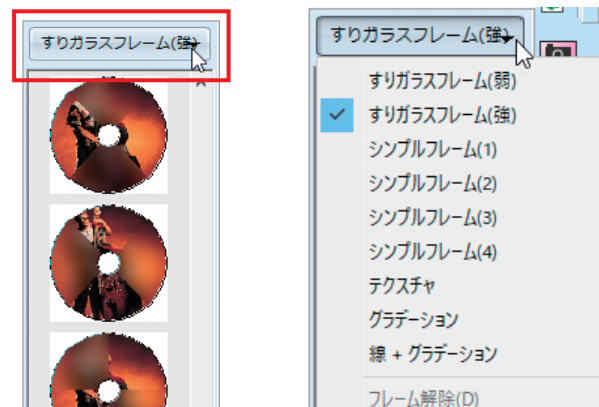 すりガラスフレーム(強)
すりガラスフレーム(強)
すりガラスフレーム(弱)
すりガラスフレーム(強)
シンプルフレーム(1)
シンプルフレーム(2)
シンプルフレーム(3)
シンプルフレーム(4)
テクスチャ
グラデーション
線 + グラデーション
フレーム解除(D)